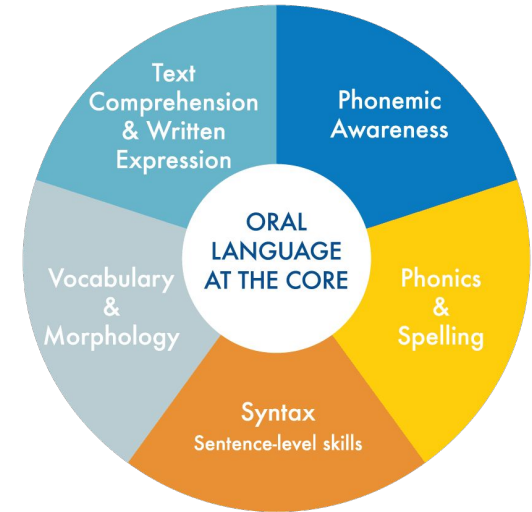 Text
Comprehension
& Written
Expression
Phonemic
Awareness
ORAL
LANGUAGE
AT THE CORE
Vocabulary
&
Morphology
Phonics
&
Spelling
Syntax
Sentence-level skills